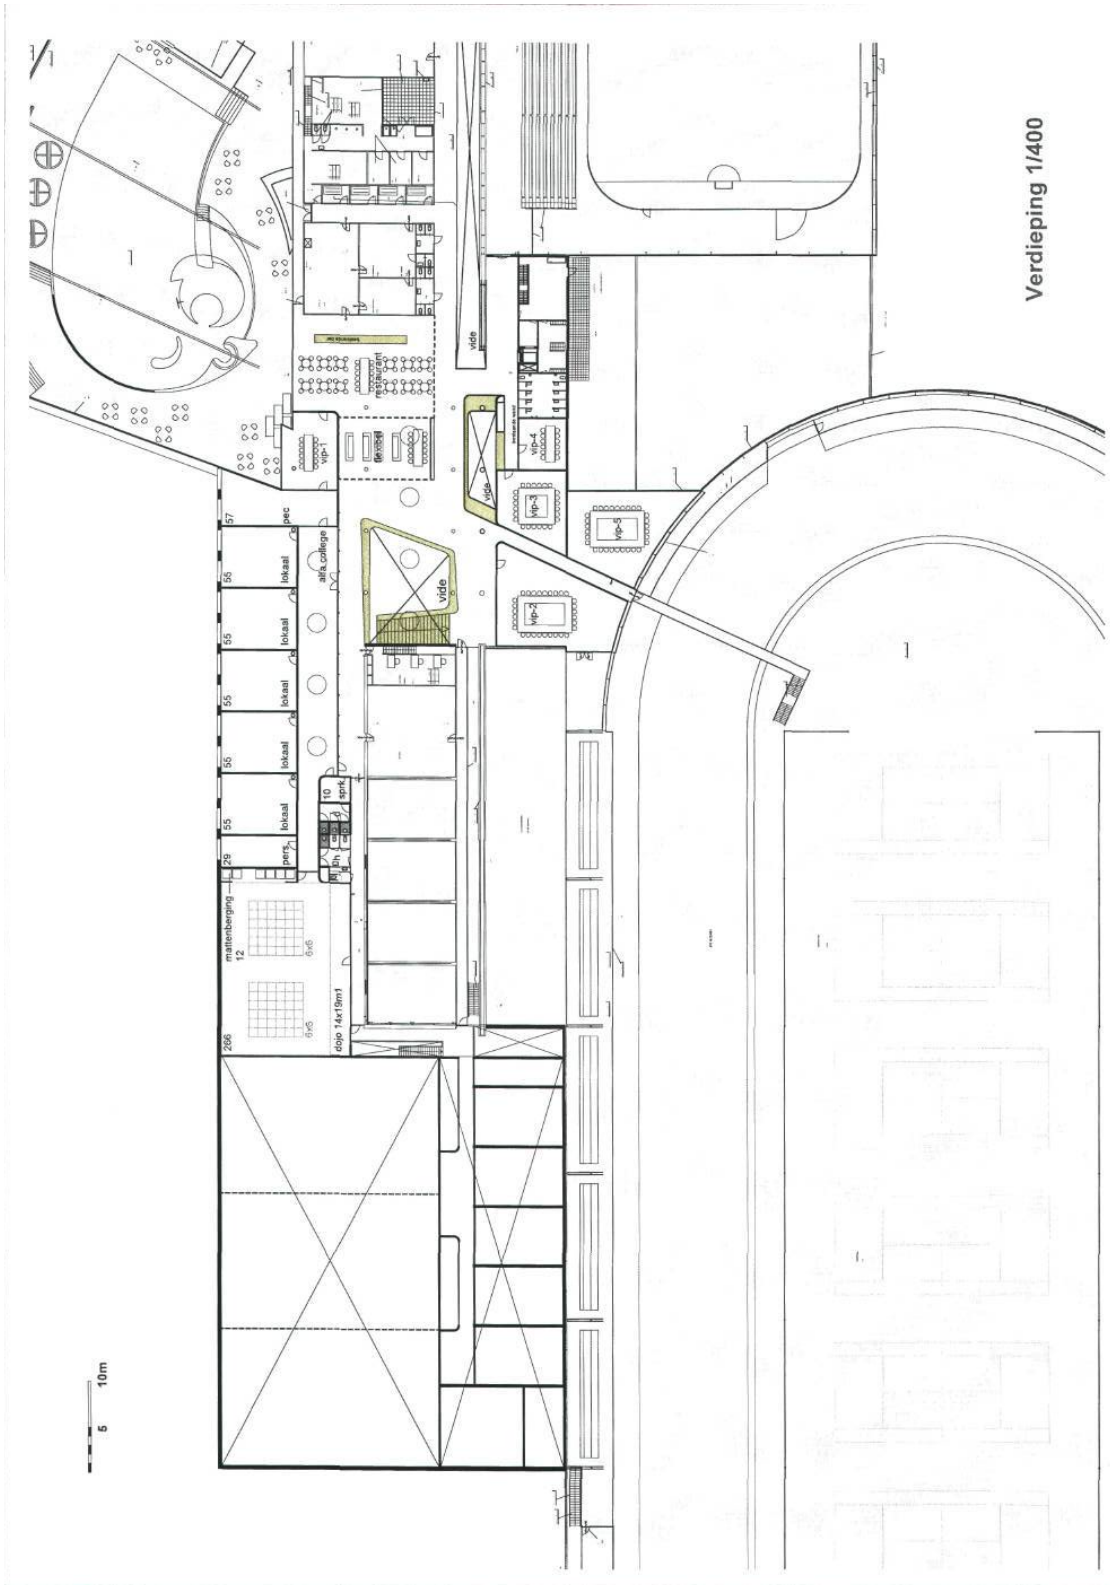 Verdieping 1/400
vide
restaurant
vip-1
flexibel
vip-4
vide
vip-3
vip-5
57
pec
alfa college
55
lokaal
vide
vip-2
55
lokaal
55
lokaal
55
lokaal
55
lokaal
10
sprk.
29
pers.
mattenberging
12
6x6
6x6
266
dojo 14x19m1
5
10m